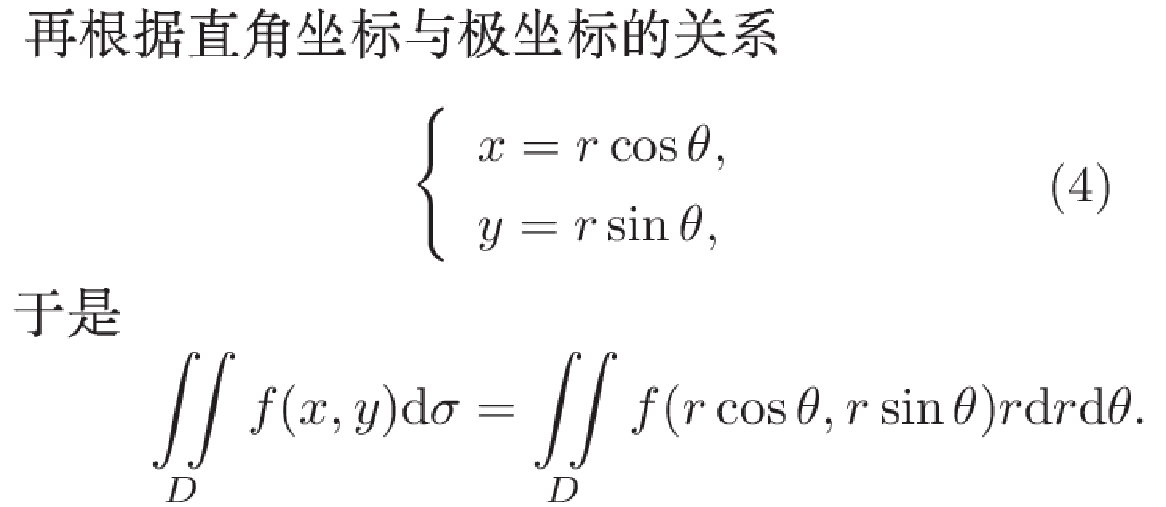 再根据直角坐标与极坐标的关系
{ x = r cos θ,
y = r sin θ, (4)
于是
∬_D f(x, y)dσ = ∬_D f(r cos θ, r sin θ)rdrdθ.